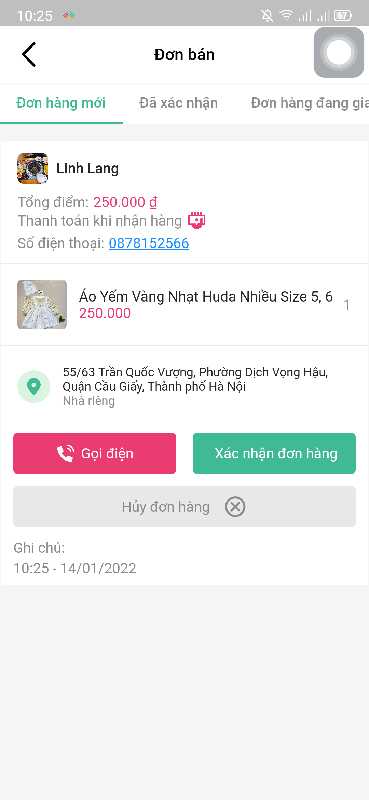 10:25
67
Đơn bán
Đơn hàng mới
Đã xác nhận
Đơn hàng đang gia
Linh Lang
Tổng điểm: 250.000 ₫
Thanh toán khi nhận hàng
Số điện thoại: 0878152566
Áo Yếm Vàng Nhạt Huda Nhiều Size 5, 6
1
250.000
55/63 Trần Quốc Vượng, Phường Dịch Vọng Hậu,
Quận Cầu Giấy, Thành phố Hà Nội
Nhà riêng
Gọi điện
Xác nhận đơn hàng
Hủy đơn hàng
Ghi chú:
10:25 - 14/01/2022